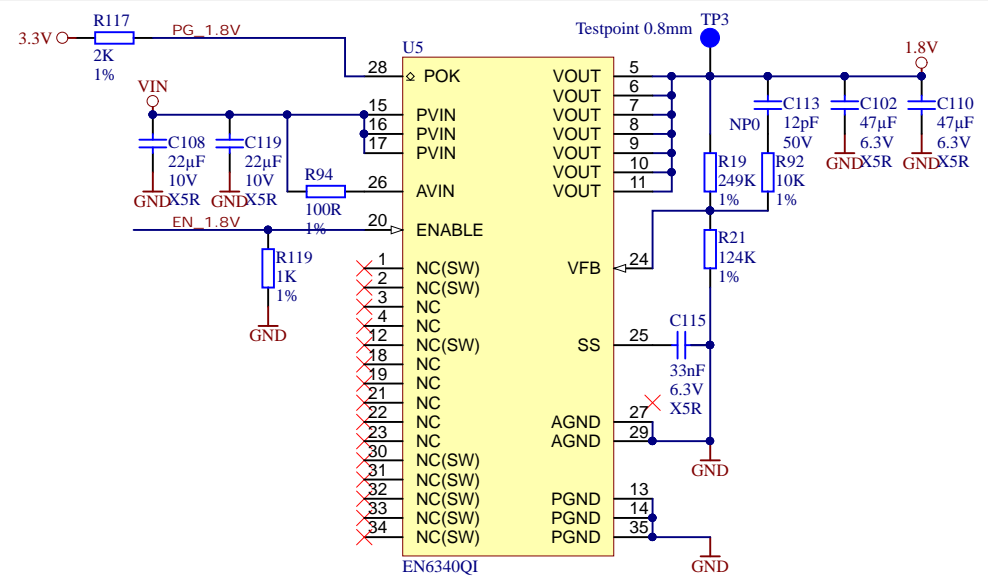 R117
3.3V
2K
1%
PG_1.8V
U5
Testpoint 0.8mm
TP3
1.8V
28
POK
VIN
15
PVIN
16
PVIN
17
PVIN
C108
22µF
10V
X5R
GND
C119
22µF
10V
X5R
GND
R94
100R
1%
26
AVIN
EN_1.8V
20
ENABLE
R119
1K
1%
GND
1
NC(SW)
2
NC(SW)
3
NC
4
NC
12
NC(SW)
18
NC
19
NC
21
NC
22
NC
23
NC
30
NC(SW)
31
NC(SW)
32
NC(SW)
33
NC(SW)
34
NC(SW)
VOUT
5
VOUT
6
VOUT
7
VOUT
8
VOUT
9
VOUT
10
VOUT
11
VFB
24
SS
25
AGND
27
AGND
29
PGND
13
PGND
14
PGND
35
R19
249K
1%
C113
12pF
50V
NP0
R92
10K
1%
C102
47µF
6.3V
X5R
GND
C110
47µF
6.3V
X5R
GND
R21
124K
1%
C115
33nF
6.3V
X5R
GND
GND
EN6340QI